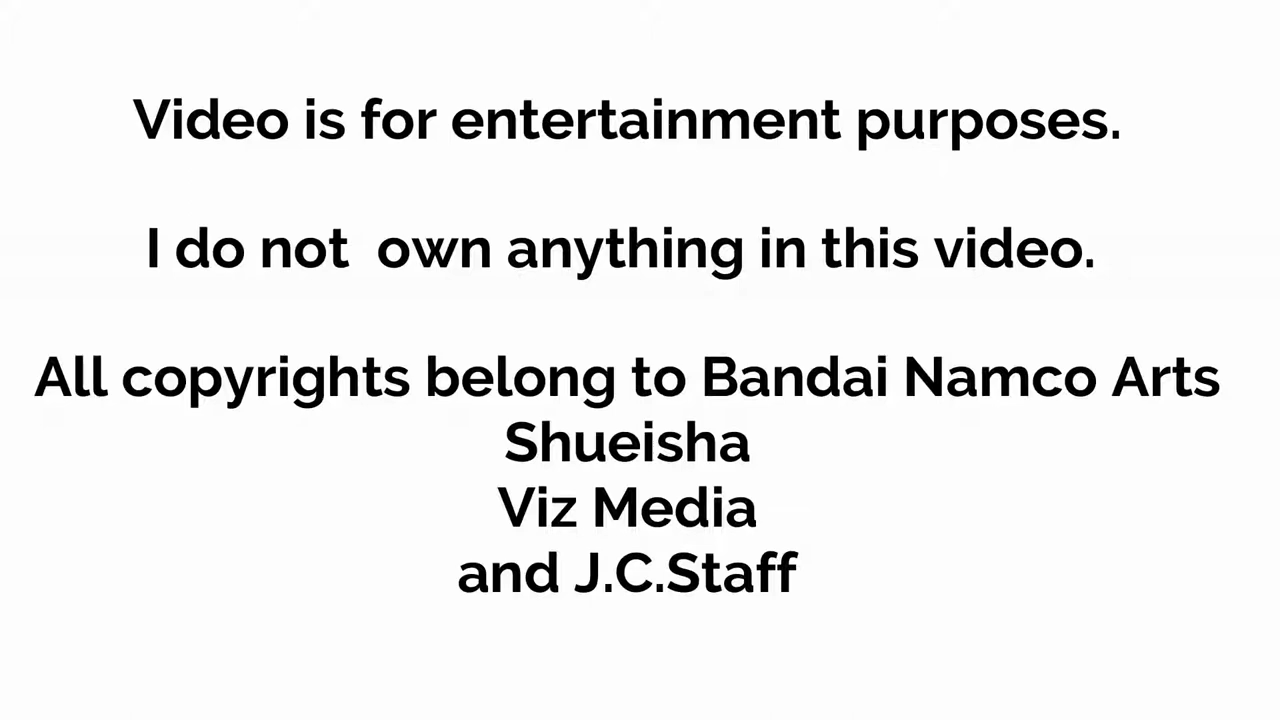 Video is for entertainment purposes.
I do not  own anything in this video.
All copyrights belong to Bandai Namco Arts
Shueisha
Viz Media
and J.C.Staff